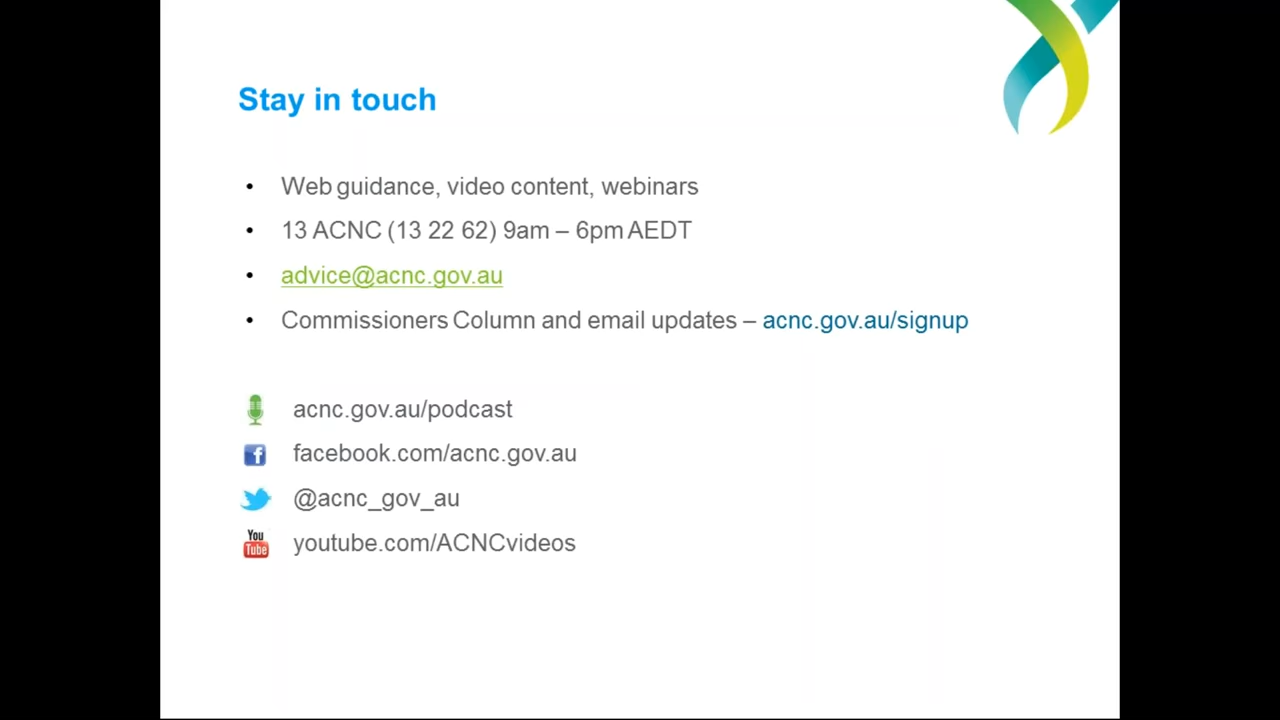 Stay in touch
• Web guidance, video content, webinars
• 13 ACNC (13 22 62) 9am – 6pm AEDT
• advice@acnc.gov.au
• Commissioners Column and email updates – acnc.gov.au/signup
acnc.gov.au/podcast
facebook.com/acnc.gov.au
@acnc_gov_au
You
Tube
youtube.com/ACNCvideos